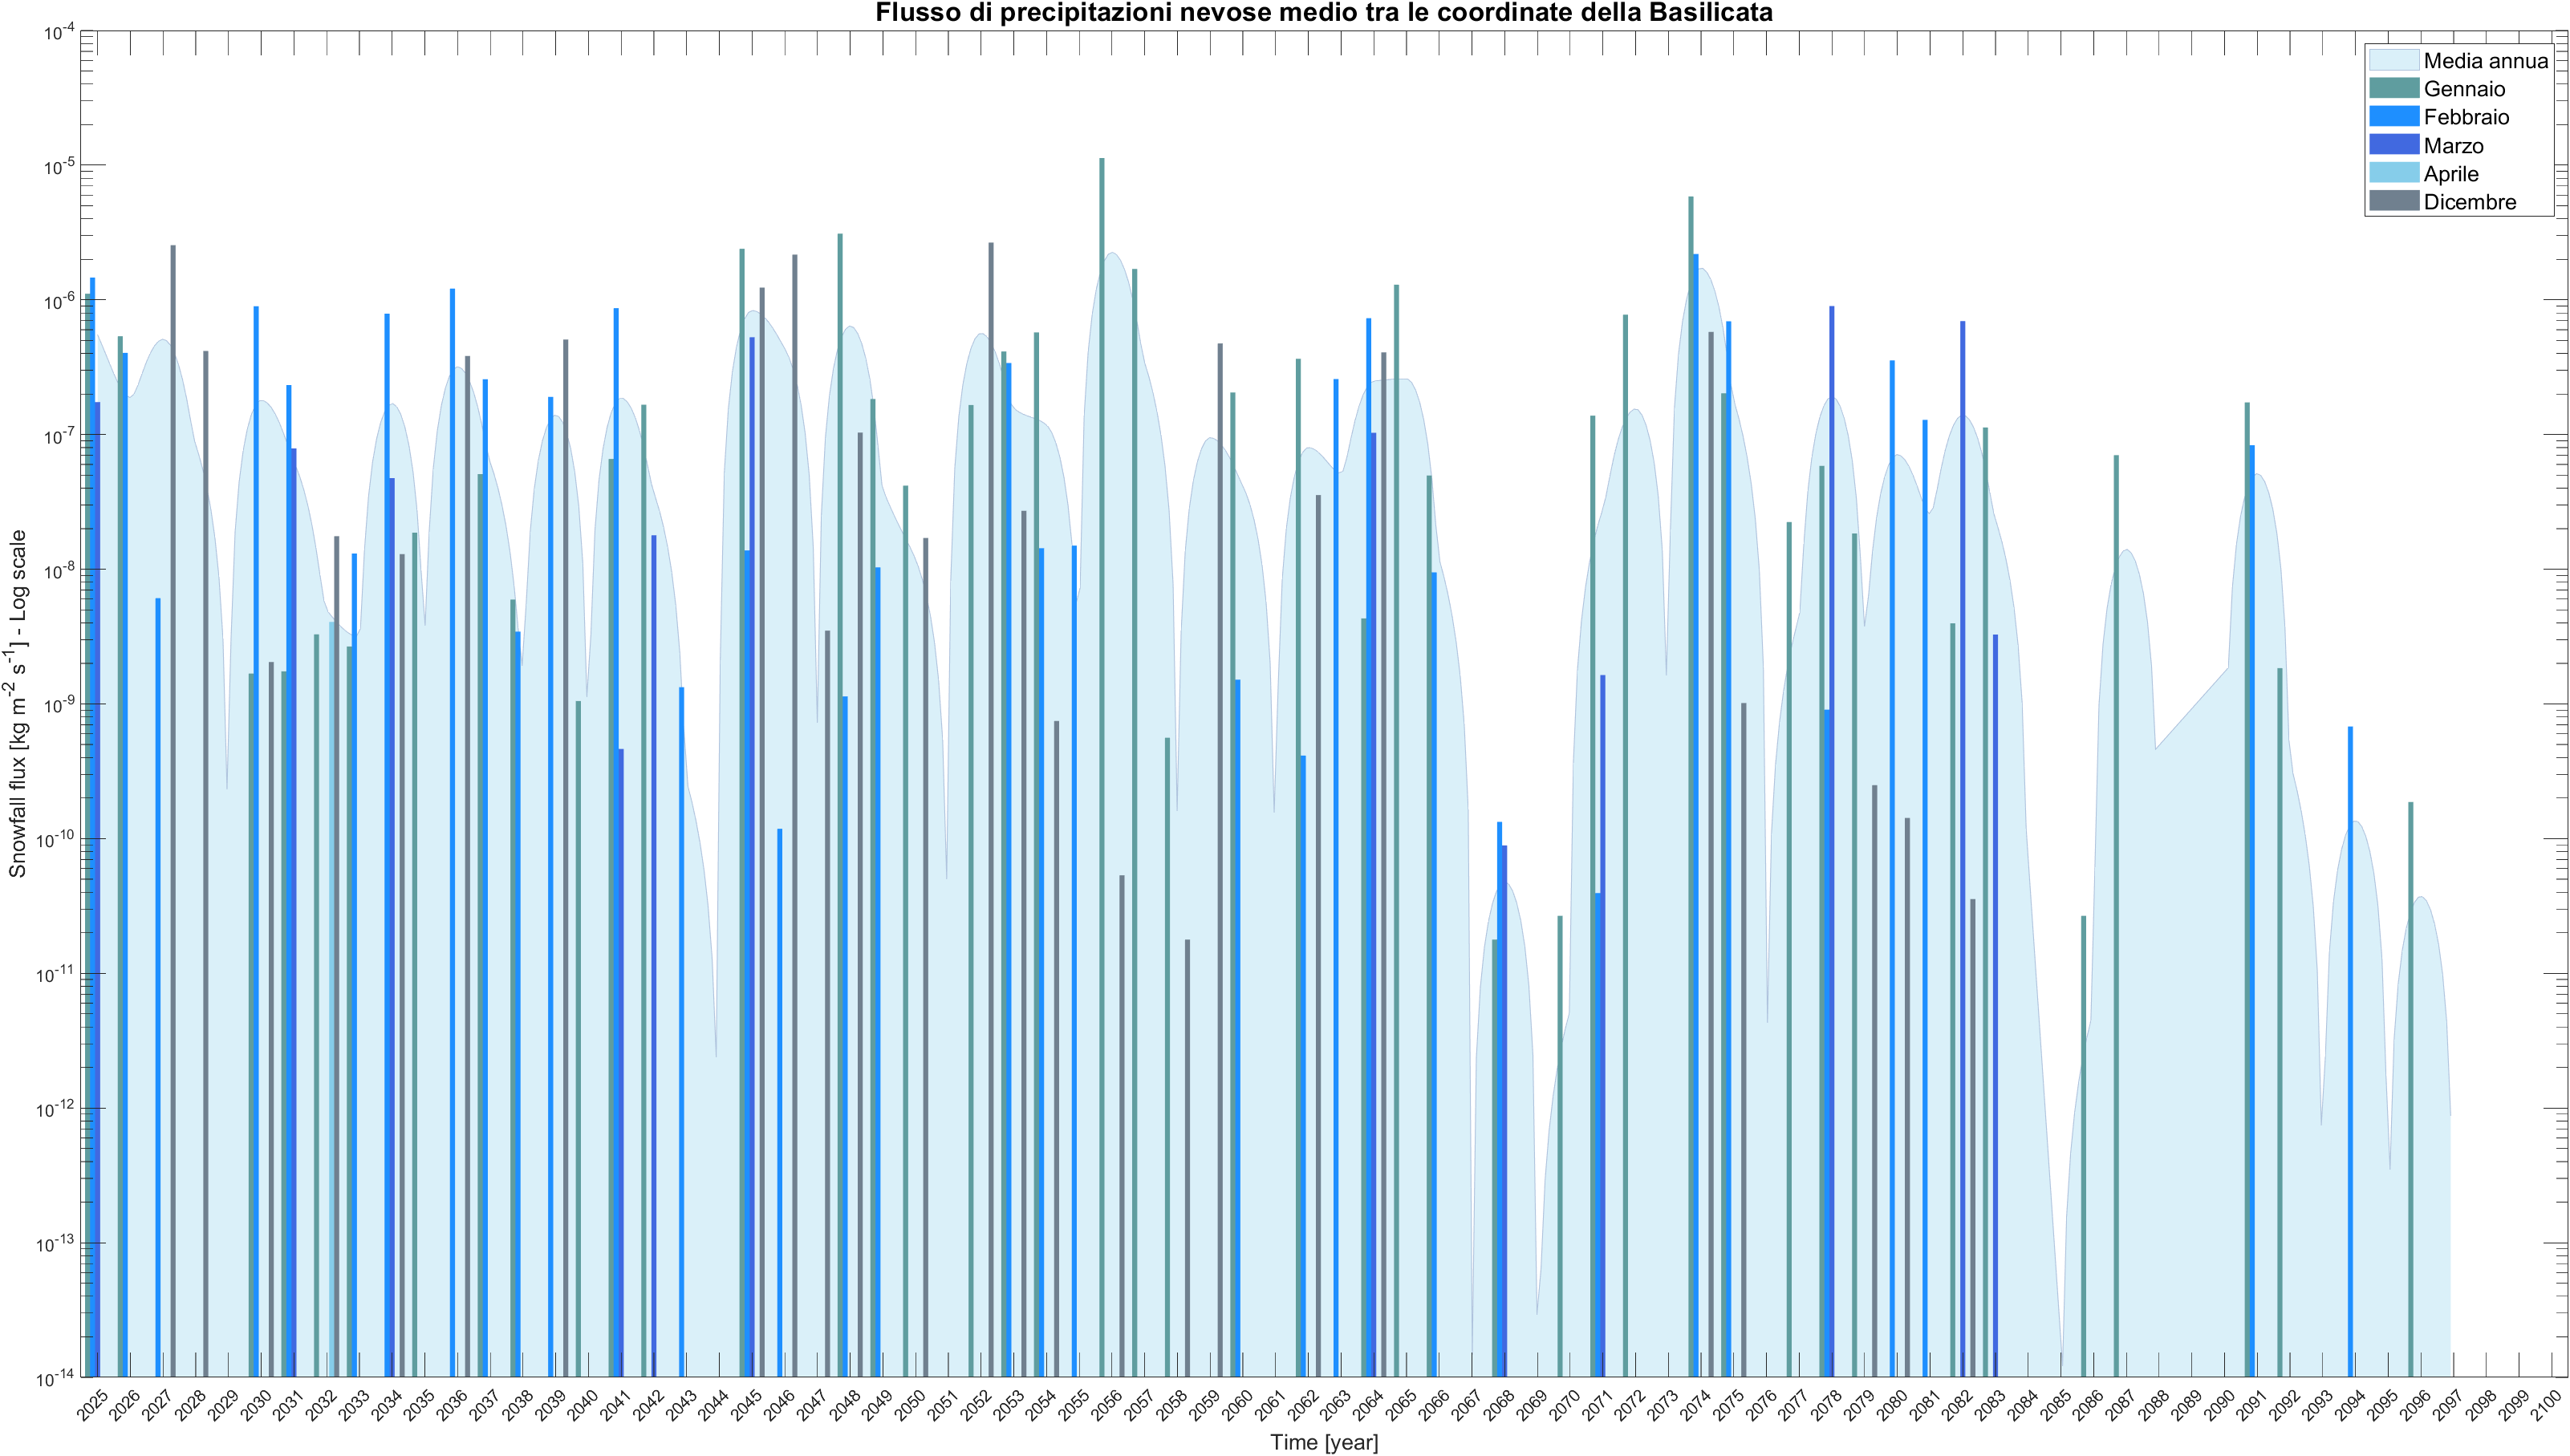 Flusso di precipitazioni nevose medio tra le coordinate della Basilicata
Media annua
Gennaio
Febbraio
Marzo
Aprile
Dicembre
Snowfall flux [kg m⁻² s⁻¹] - Log scale
10⁻⁴
10⁻⁵
10⁻⁶
10⁻⁷
10⁻⁸
10⁻⁹
10⁻¹⁰
10⁻¹¹
10⁻¹²
10⁻¹³
10⁻¹⁴
2025 2026 2027 2028 2029 2030 2031 2032 2033 2034 2035 2036 2037 2038 2039 2040 2041 2042 2043 2044 2045 2046 2047 2048 2049 2050 2051 2052 2053 2054 2055 2056 2057 2058 2059 2060 2061 2062 2063 2064 2065 2066 2067 2068 2069 2070 2071 2072 2073 2074 2075 2076 2077 2078 2079 2080 2081 2082 2083 2084 2085 2086 2087 2088 2089 2090 2091 2092 2093 2094 2095 2096 2097 2098 2099 2100
Time [year]